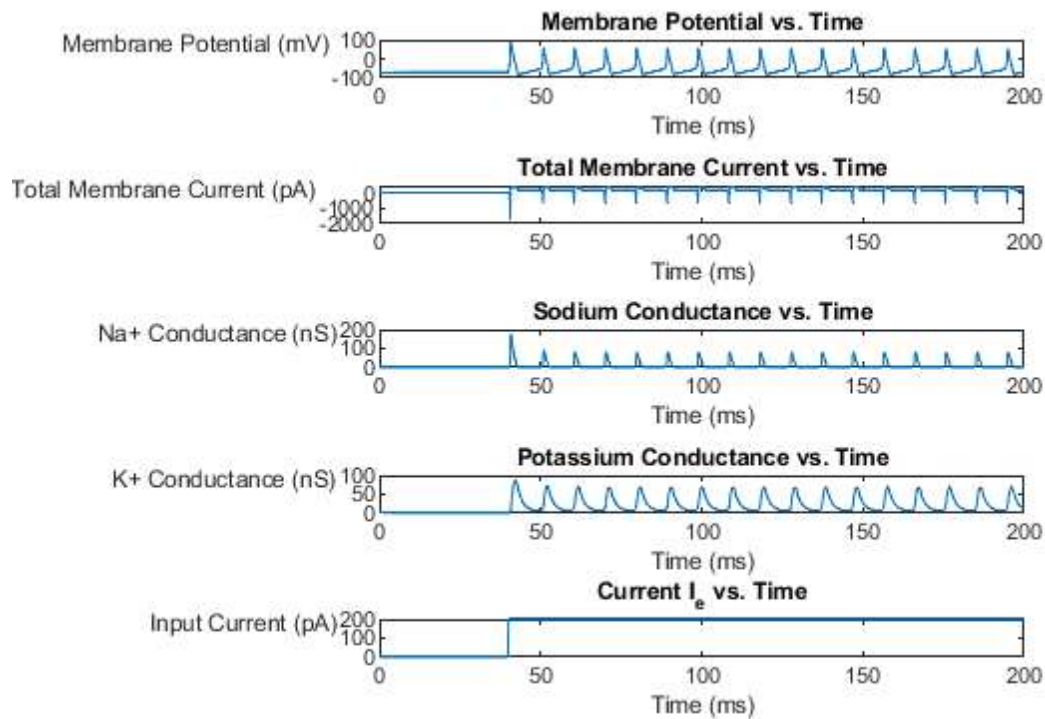 Membrane Potential vs. Time
Membrane Potential (mV)
100
0
-100
0 50 100 150 200
Time (ms)
Total Membrane Current vs. Time
Total Membrane Current (pA)
0
-1000
-2000
0 50 100 150 200
Time (ms)
Sodium Conductance vs. Time
Na+ Conductance (nS)
200
100
0
0 50 100 150 200
Time (ms)
Potassium Conductance vs. Time
K+ Conductance (nS)
100
50
0
0 50 100 150 200
Time (ms)
Current I_e vs. Time
Input Current (pA)
200
100
0
0 50 100 150 200
Time (ms)